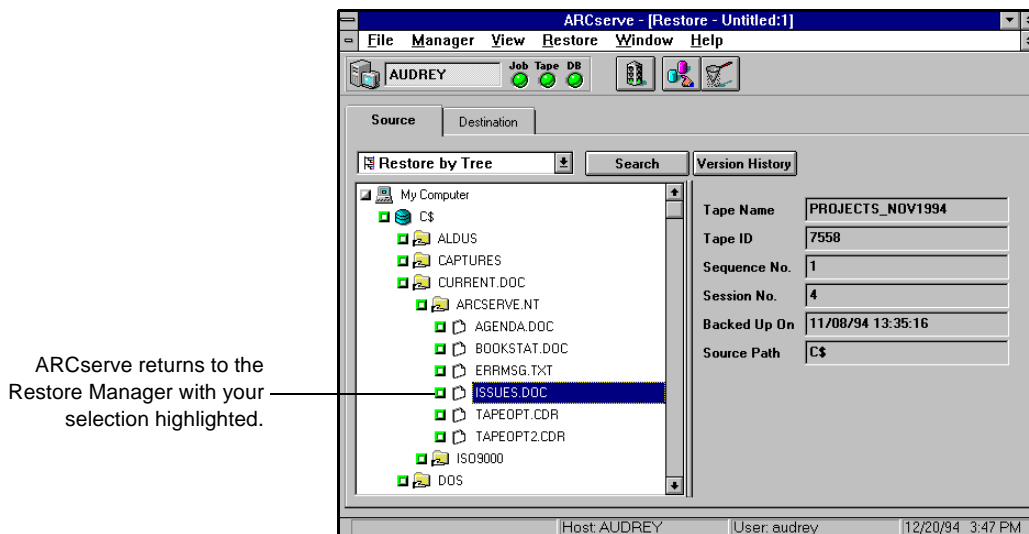 ARCserve - [Restore - Untitled:1]
File Manager View Restore Window Help
AUDREY
Job Tape DB
Source Destination
Restore by Tree Search Version History
My Computer
C$
ALDUS
CAPTURES
CURRENT.DOC
ARCSERVE.NT
AGENDA.DOC
BOOKSTAT.DOC
ERRMSG.TXT
ISSUES.DOC
TAPEOPT.CDR
TAPEOPT2.CDR
ISO9000
DOS
Tape Name PROJECTS_NOV1994
Tape ID 7558
Sequence No. 1
Session No. 4
Backed Up On 11/08/94 13:35:16
Source Path C$
ARCserve returns to the
Restore Manager with your
selection highlighted.
Host: AUDREY User: audrey 12/20/94 3:47 PM